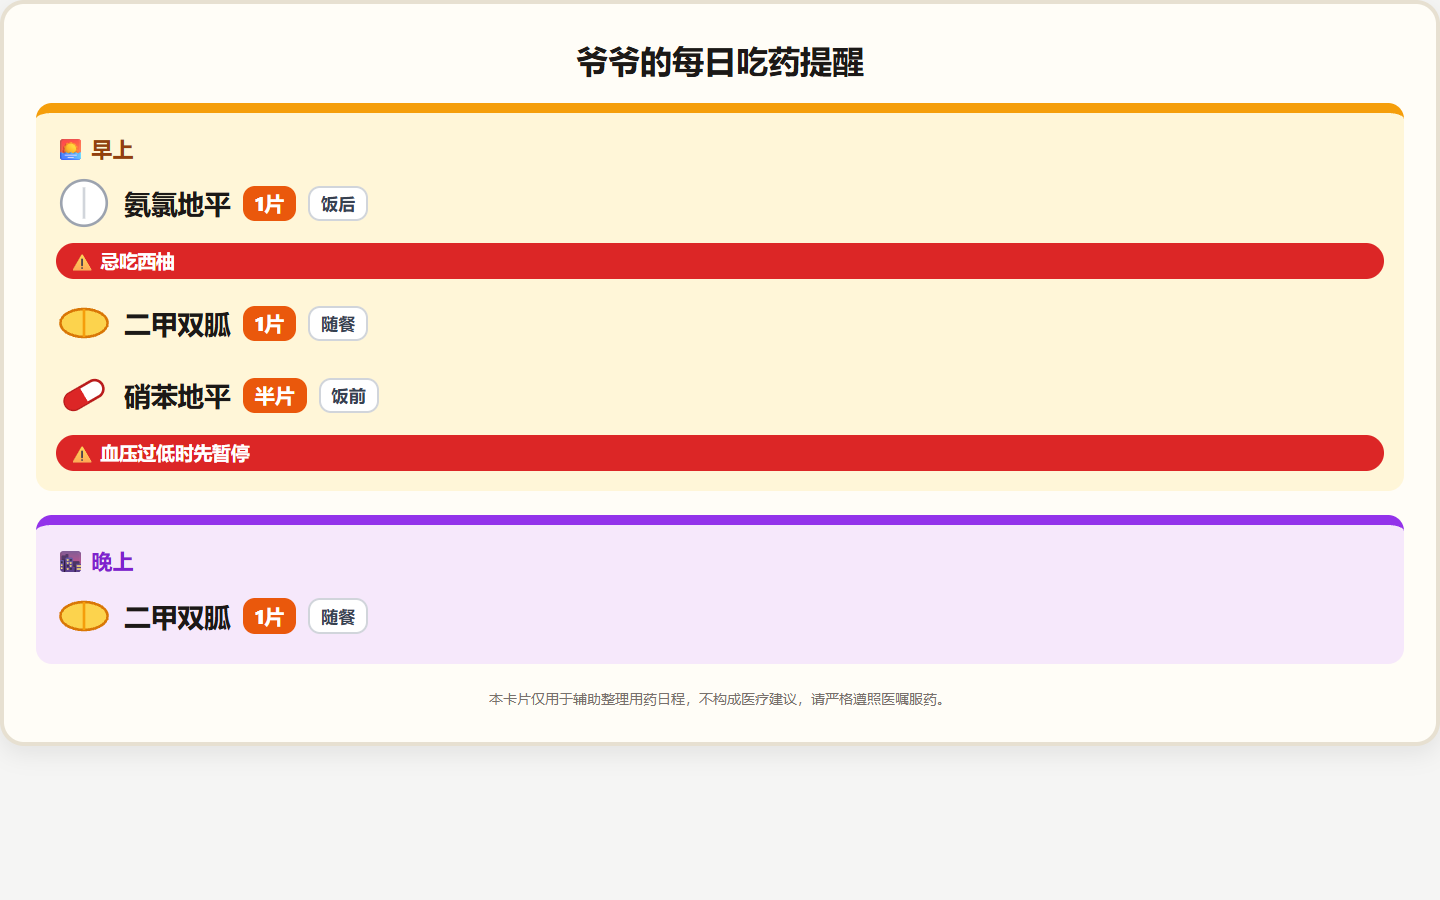 爷爷的每日吃药提醒
早上
氨氯地平 1片 饭后
忌吃西柚
二甲双胍 1片 随餐
硝苯地平 半片 饭前
血压过低时先暂停
晚上
二甲双胍 1片 随餐
本卡片仅用于辅助整理用药日程，不构成医疗建议，请严格遵照医嘱服药。